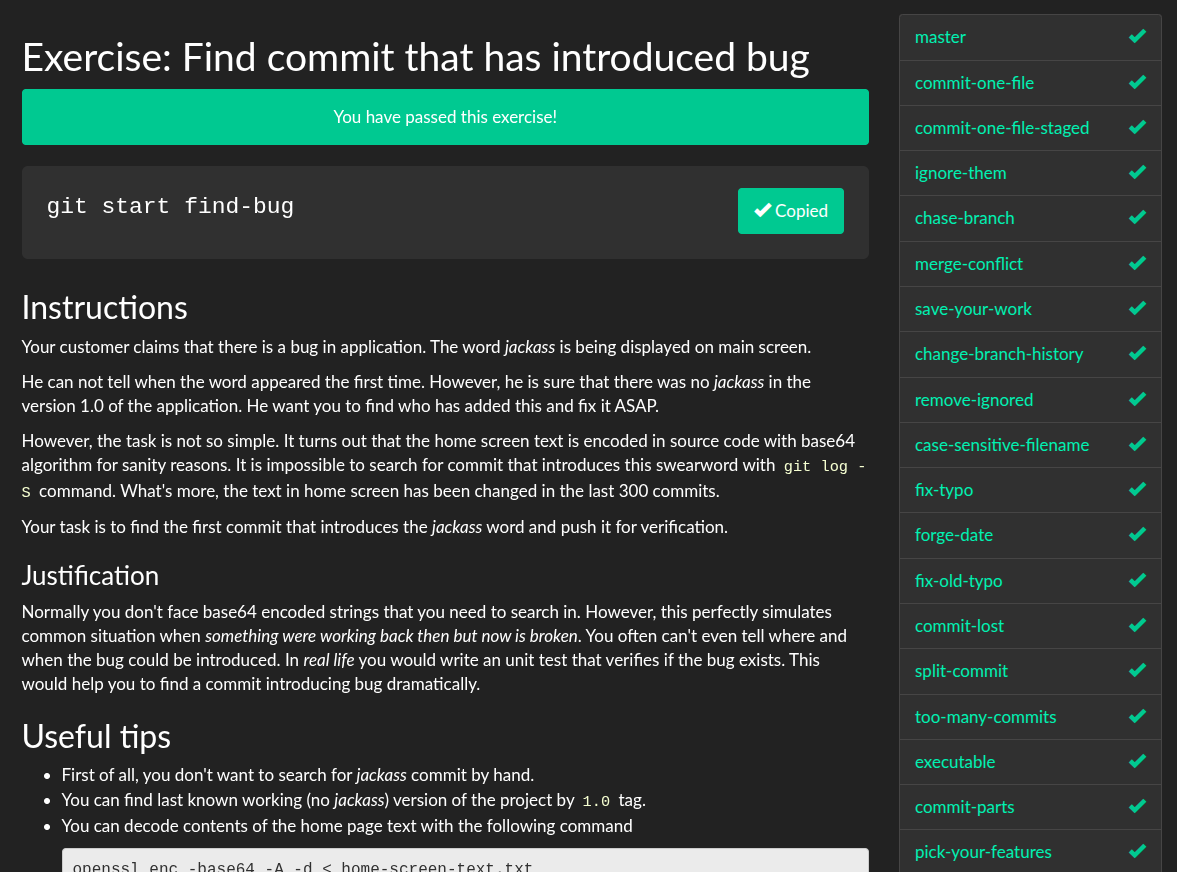 Exercise: Find commit that has introduced bug
You have passed this exercise!
git start find-bug
Copied
Instructions
Your customer claims that there is a bug in application. The word jackass is being displayed on main screen.
He can not tell when the word appeared the first time. However, he is sure that there was no jackass in the
version 1.0 of the application. He want you to find who has added this and fix it ASAP.
However, the task is not so simple. It turns out that the home screen text is encoded in source code with base64
algorithm for sanity reasons. It is impossible to search for commit that introduces this swearword with git log -
S command. What's more, the text in home screen has been changed in the last 300 commits.
Your task is to find the first commit that introduces the jackass word and push it for verification.
Justification
Normally you don't face base64 encoded strings that you need to search in. However, this perfectly simulates
common situation when something were working back then but now is broken. You often can't even tell where and
when the bug could be introduced. In real life you would write an unit test that verifies if the bug exists. This
would help you to find a commit introducing bug dramatically.
Useful tips
First of all, you don't want to search for jackass commit by hand.
You can find last known working (no jackass) version of the project by 1.0 tag.
You can decode contents of the home page text with the following command
openssl enc -base64 -A -d < home-screen-text.txt
master
commit-one-file
commit-one-file-staged
ignore-them
chase-branch
merge-conflict
save-your-work
change-branch-history
remove-ignored
case-sensitive-filename
fix-typo
forge-date
fix-old-typo
commit-lost
split-commit
too-many-commits
executable
commit-parts
pick-your-features